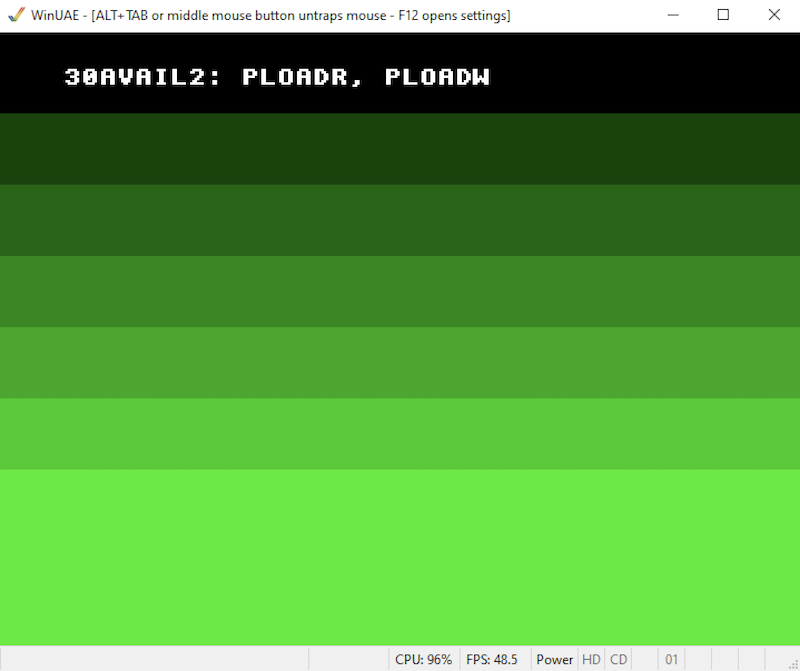 WinUAE - [ALT+TAB or middle mouse button untraps mouse - F12 opens settings]
30AVAIL2: PLOADR, PLOADW
CPU: 96% FPS: 48.5 Power HD CD 01